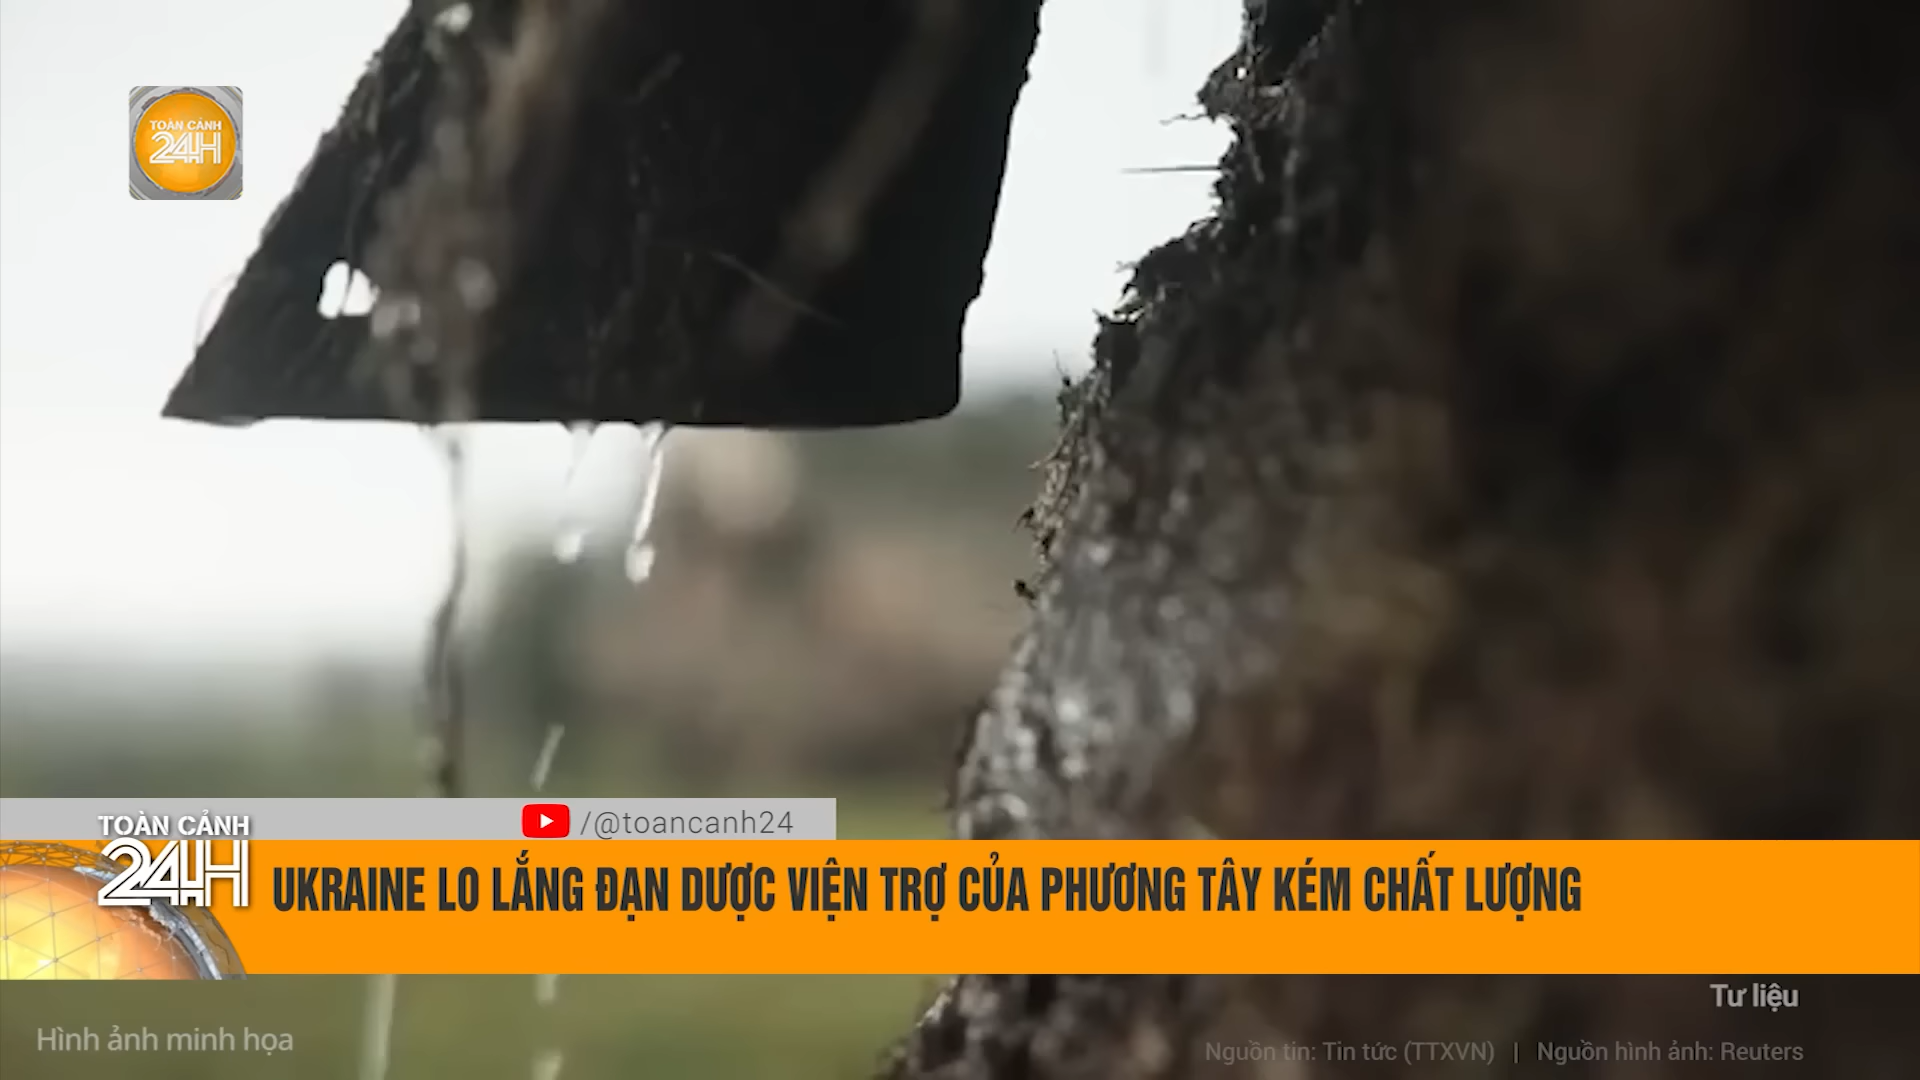 TOÀN CẢNH
24H
/@toancanh24
TOÀN CẢNH
24H
UKRAINE LO LẮNG ĐẠN DƯỢC VIỆN TRỢ CỦA PHƯƠNG TÂY KÉM CHẤT LƯỢNG
Tư liệu
Hình ảnh minh họa
Nguồn tin: Tin tức (TTXVN) | Nguồn hình ảnh: Reuters